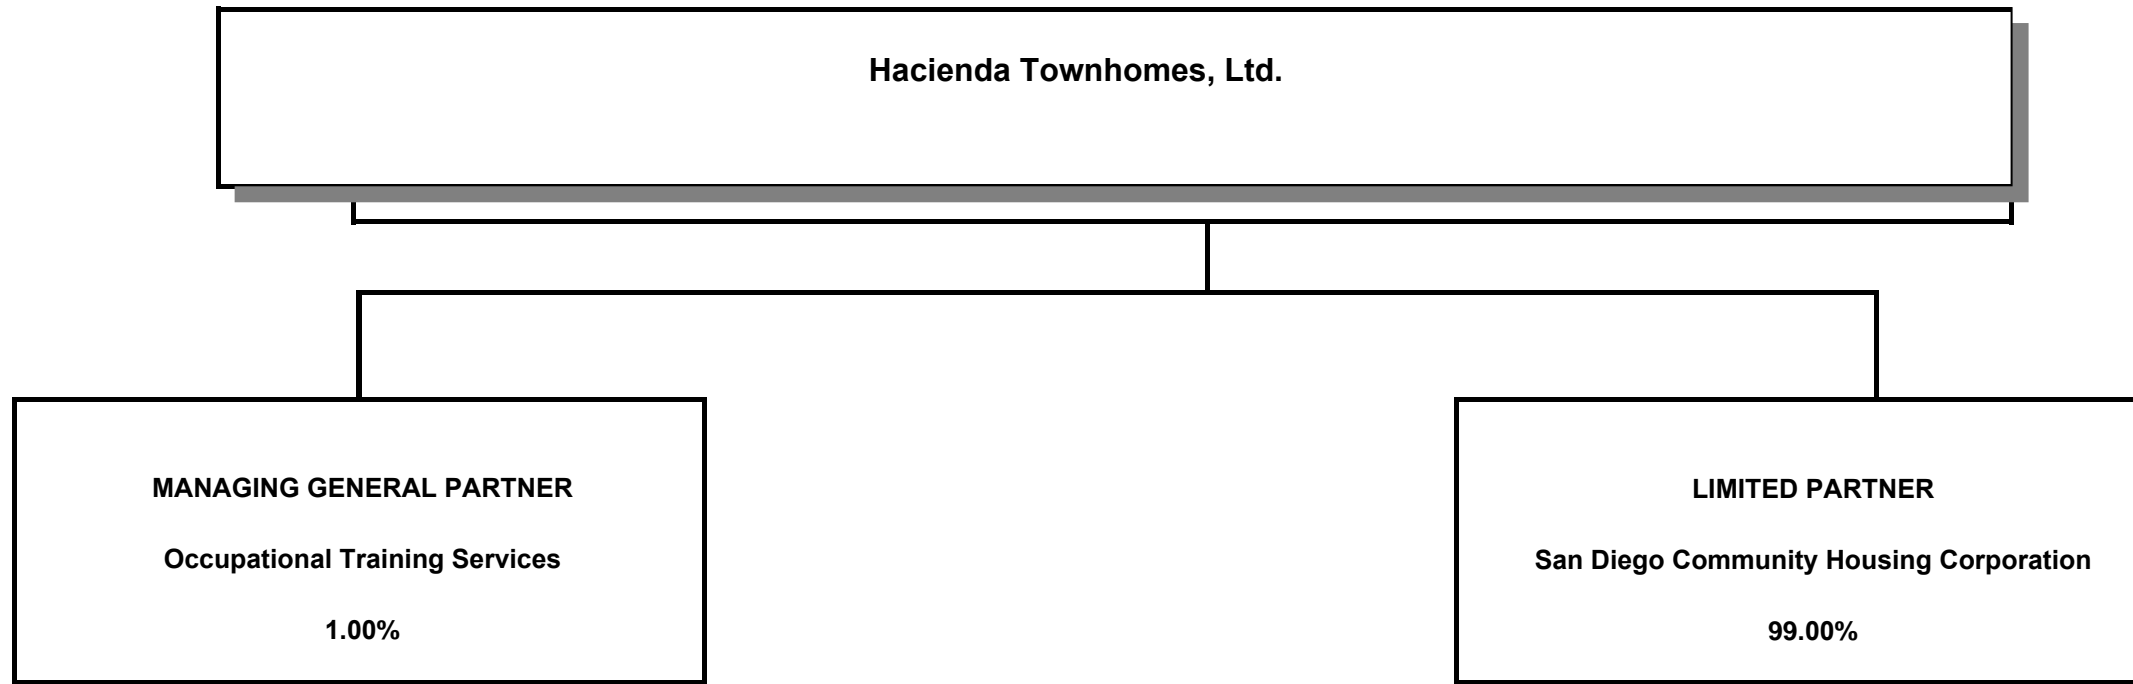 Hacienda Townhomes, Ltd.
MANAGING GENERAL PARTNER
Occupational Training Services
1.00%
LIMITED PARTNER
San Diego Community Housing Corporation
99.00%